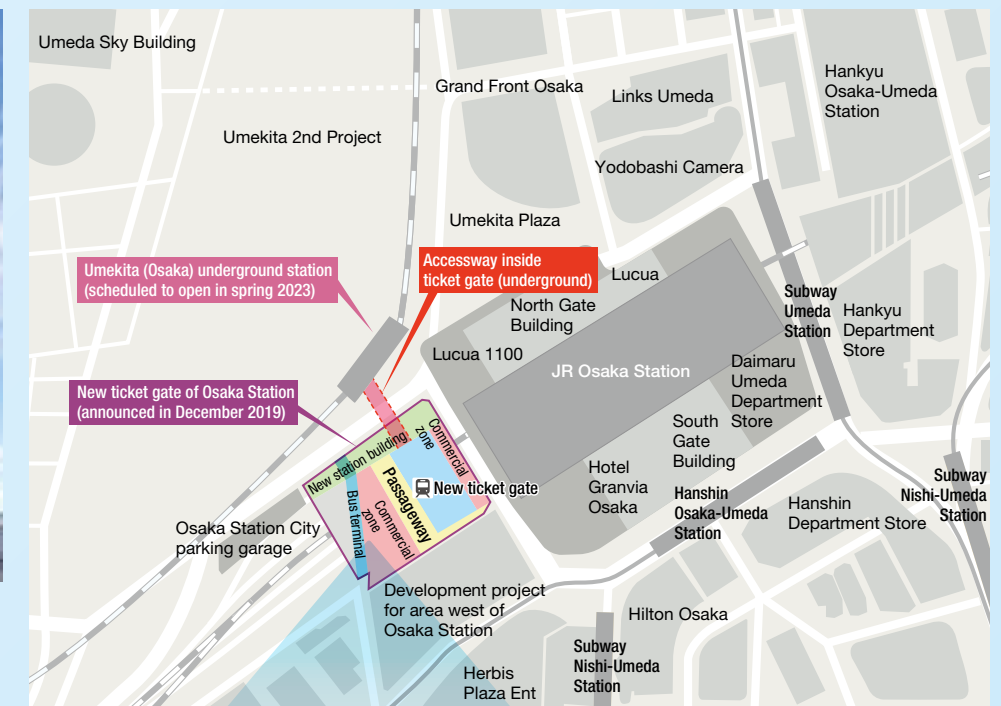 Umeda Sky Building
Grand Front Osaka
Links Umeda
Hankyu
Osaka-Umeda
Station
Umekita 2nd Project
Yodobashi Camera
Umekita Plaza
Umekita (Osaka) underground station
(scheduled to open in spring 2023)
Accessway inside
ticket gate (underground)
Lucua
North Gate
Building
Subway
Umeda
Station
Hankyu
Department
Store
Lucua 1100
JR Osaka Station
Daimaru
Umeda
Department
Store
New ticket gate of Osaka Station
(announced in December 2019)
South
Gate
Building
New station building
Commercial
zone
Passageway
New ticket gate
Bus terminal
Commercial
zone
Hotel
Granvia
Osaka
Hanshin
Osaka-Umeda
Station
Hanshin
Department Store
Subway
Nishi-Umeda
Station
Osaka Station City
parking garage
Development project
for area west of
Osaka Station
Hilton Osaka
Subway
Nishi-Umeda
Station
Herbis
Plaza Ent